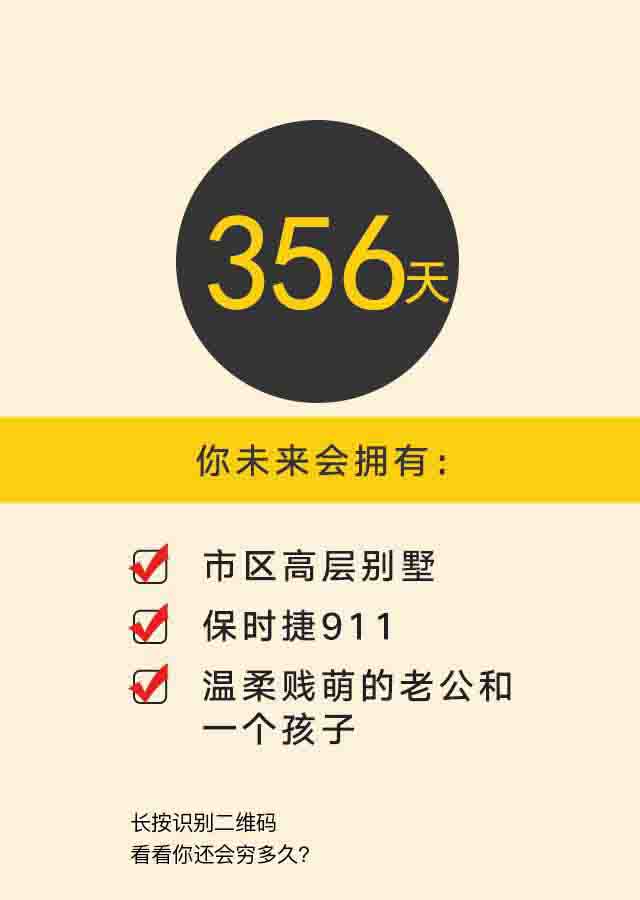 356天
你未来会拥有：
市区高层别墅
保时捷911
温柔贱萌的老公和
一个孩子
长按识别二维码
看看你还会穷多久?